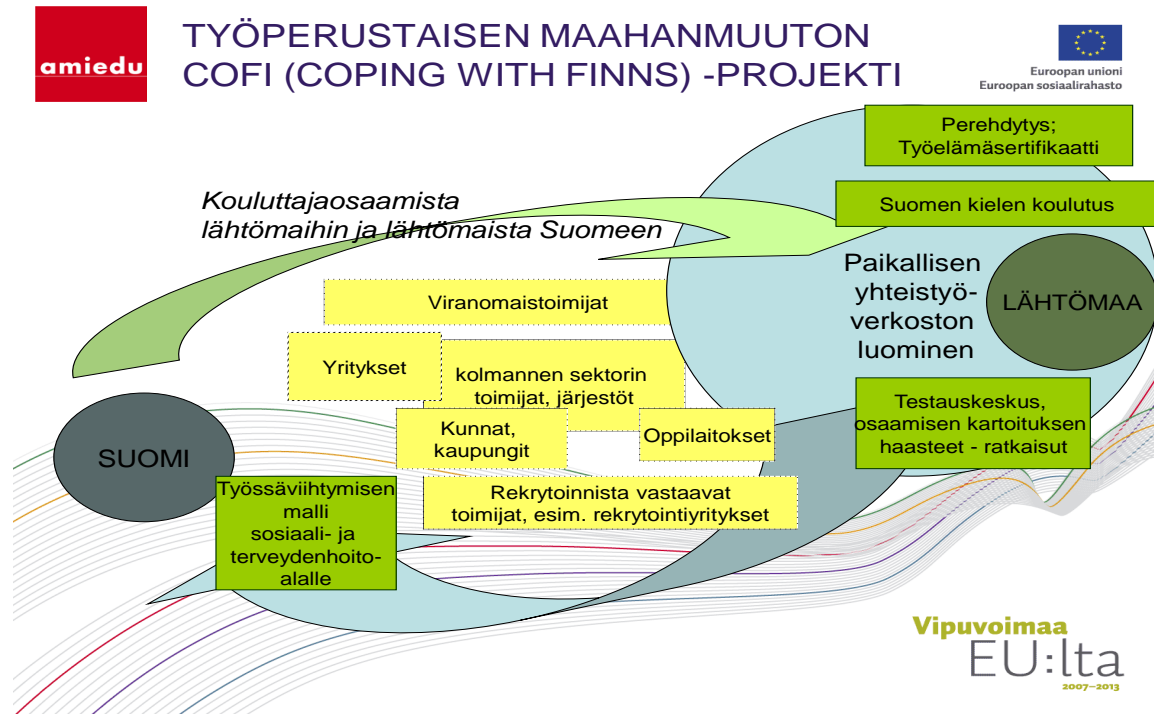 amiedu
TYÖPERUSTAISEN MAAHANMUUTON
COFI (COPING WITH FINNS) -PROJEKTI
Euroopan unioni
Euroopan sosiaalirahasto
Perehdytys;
Työelämäsertifikaatti
Kouluttajaosaamista
lähtömaihin ja lähtömaista Suomeen
Suomen kielen koulutus
Paikallisen
yhteistyö-
verkoston
luominen
LÄHTÖMAA
Viranomaistoimijat
Yritykset
kolmannen sektorin
toimijat, järjestöt
Kunnat,
kaupungit
Oppilaitokset
Testauskeskus,
osaamisen kartoituksen
haasteet - ratkaisut
SUOMI
Työssäviihtymisen
malli
sosiaali- ja
terveydenhoito-
alalle
Rekrytoinnista vastaavat
toimijat, esim. rekrytointiyritykset
Vipuvoimaa
EU:lta
2007–2013